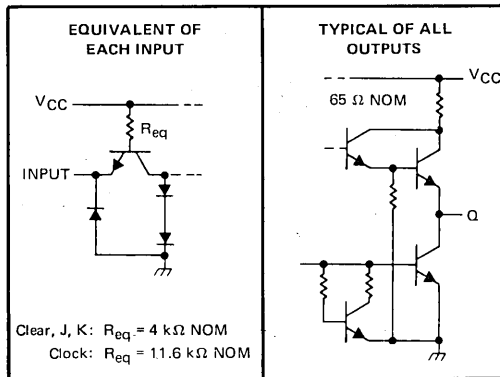 EQUIVALENT OF
EACH INPUT
VCC
Req
INPUT
Clear, J, K: Req = 4 kΩ NOM
Clock: Req = 11.6 kΩ NOM
TYPICAL OF ALL
OUTPUTS
VCC
65 Ω NOM
Q